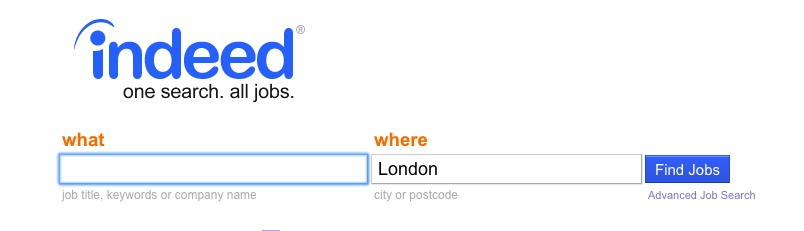 indeed®
one search. all jobs.
what where
London Find Jobs
job title, keywords or company name city or postcode Advanced Job Search